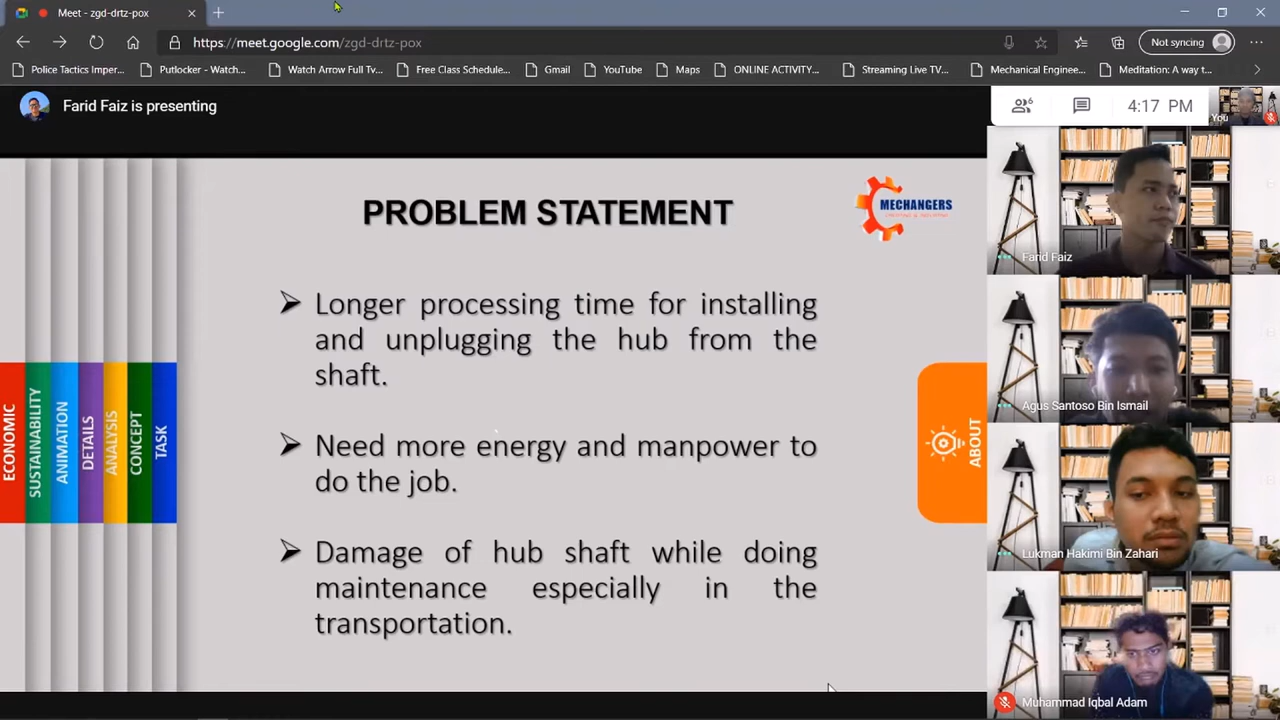 Meet - zgd-drtz-pox
https://meet.google.com/zgd-drtz-pox
Not syncing
Police Tactics Imper...
Putlocker - Watch...
Watch Arrow Full Tv...
Free Class Schedule...
Gmail
YouTube
Maps
ONLINE ACTIVITY...
Streaming Live TV...
Mechanical Enginee...
Meditation: A way t...
Farid Faiz is presenting
6
4:17 PM
You
PROBLEM STATEMENT
MECHANGERS
Longer processing time for installing
and unplugging the hub from the
shaft.
Need more energy and manpower to
do the job.
Damage of hub shaft while doing
maintenance especially in the
transportation.
ECONOMIC
SUSTAINABILITY
ANIMATION
DETAILS
ANALYSIS
CONCEPT
TASK
ABOUT
Farid Faiz
Agus Santoso Bin Ismail
Lukman Hakimi Bin Zahari
Muhammad Iqbal Adam